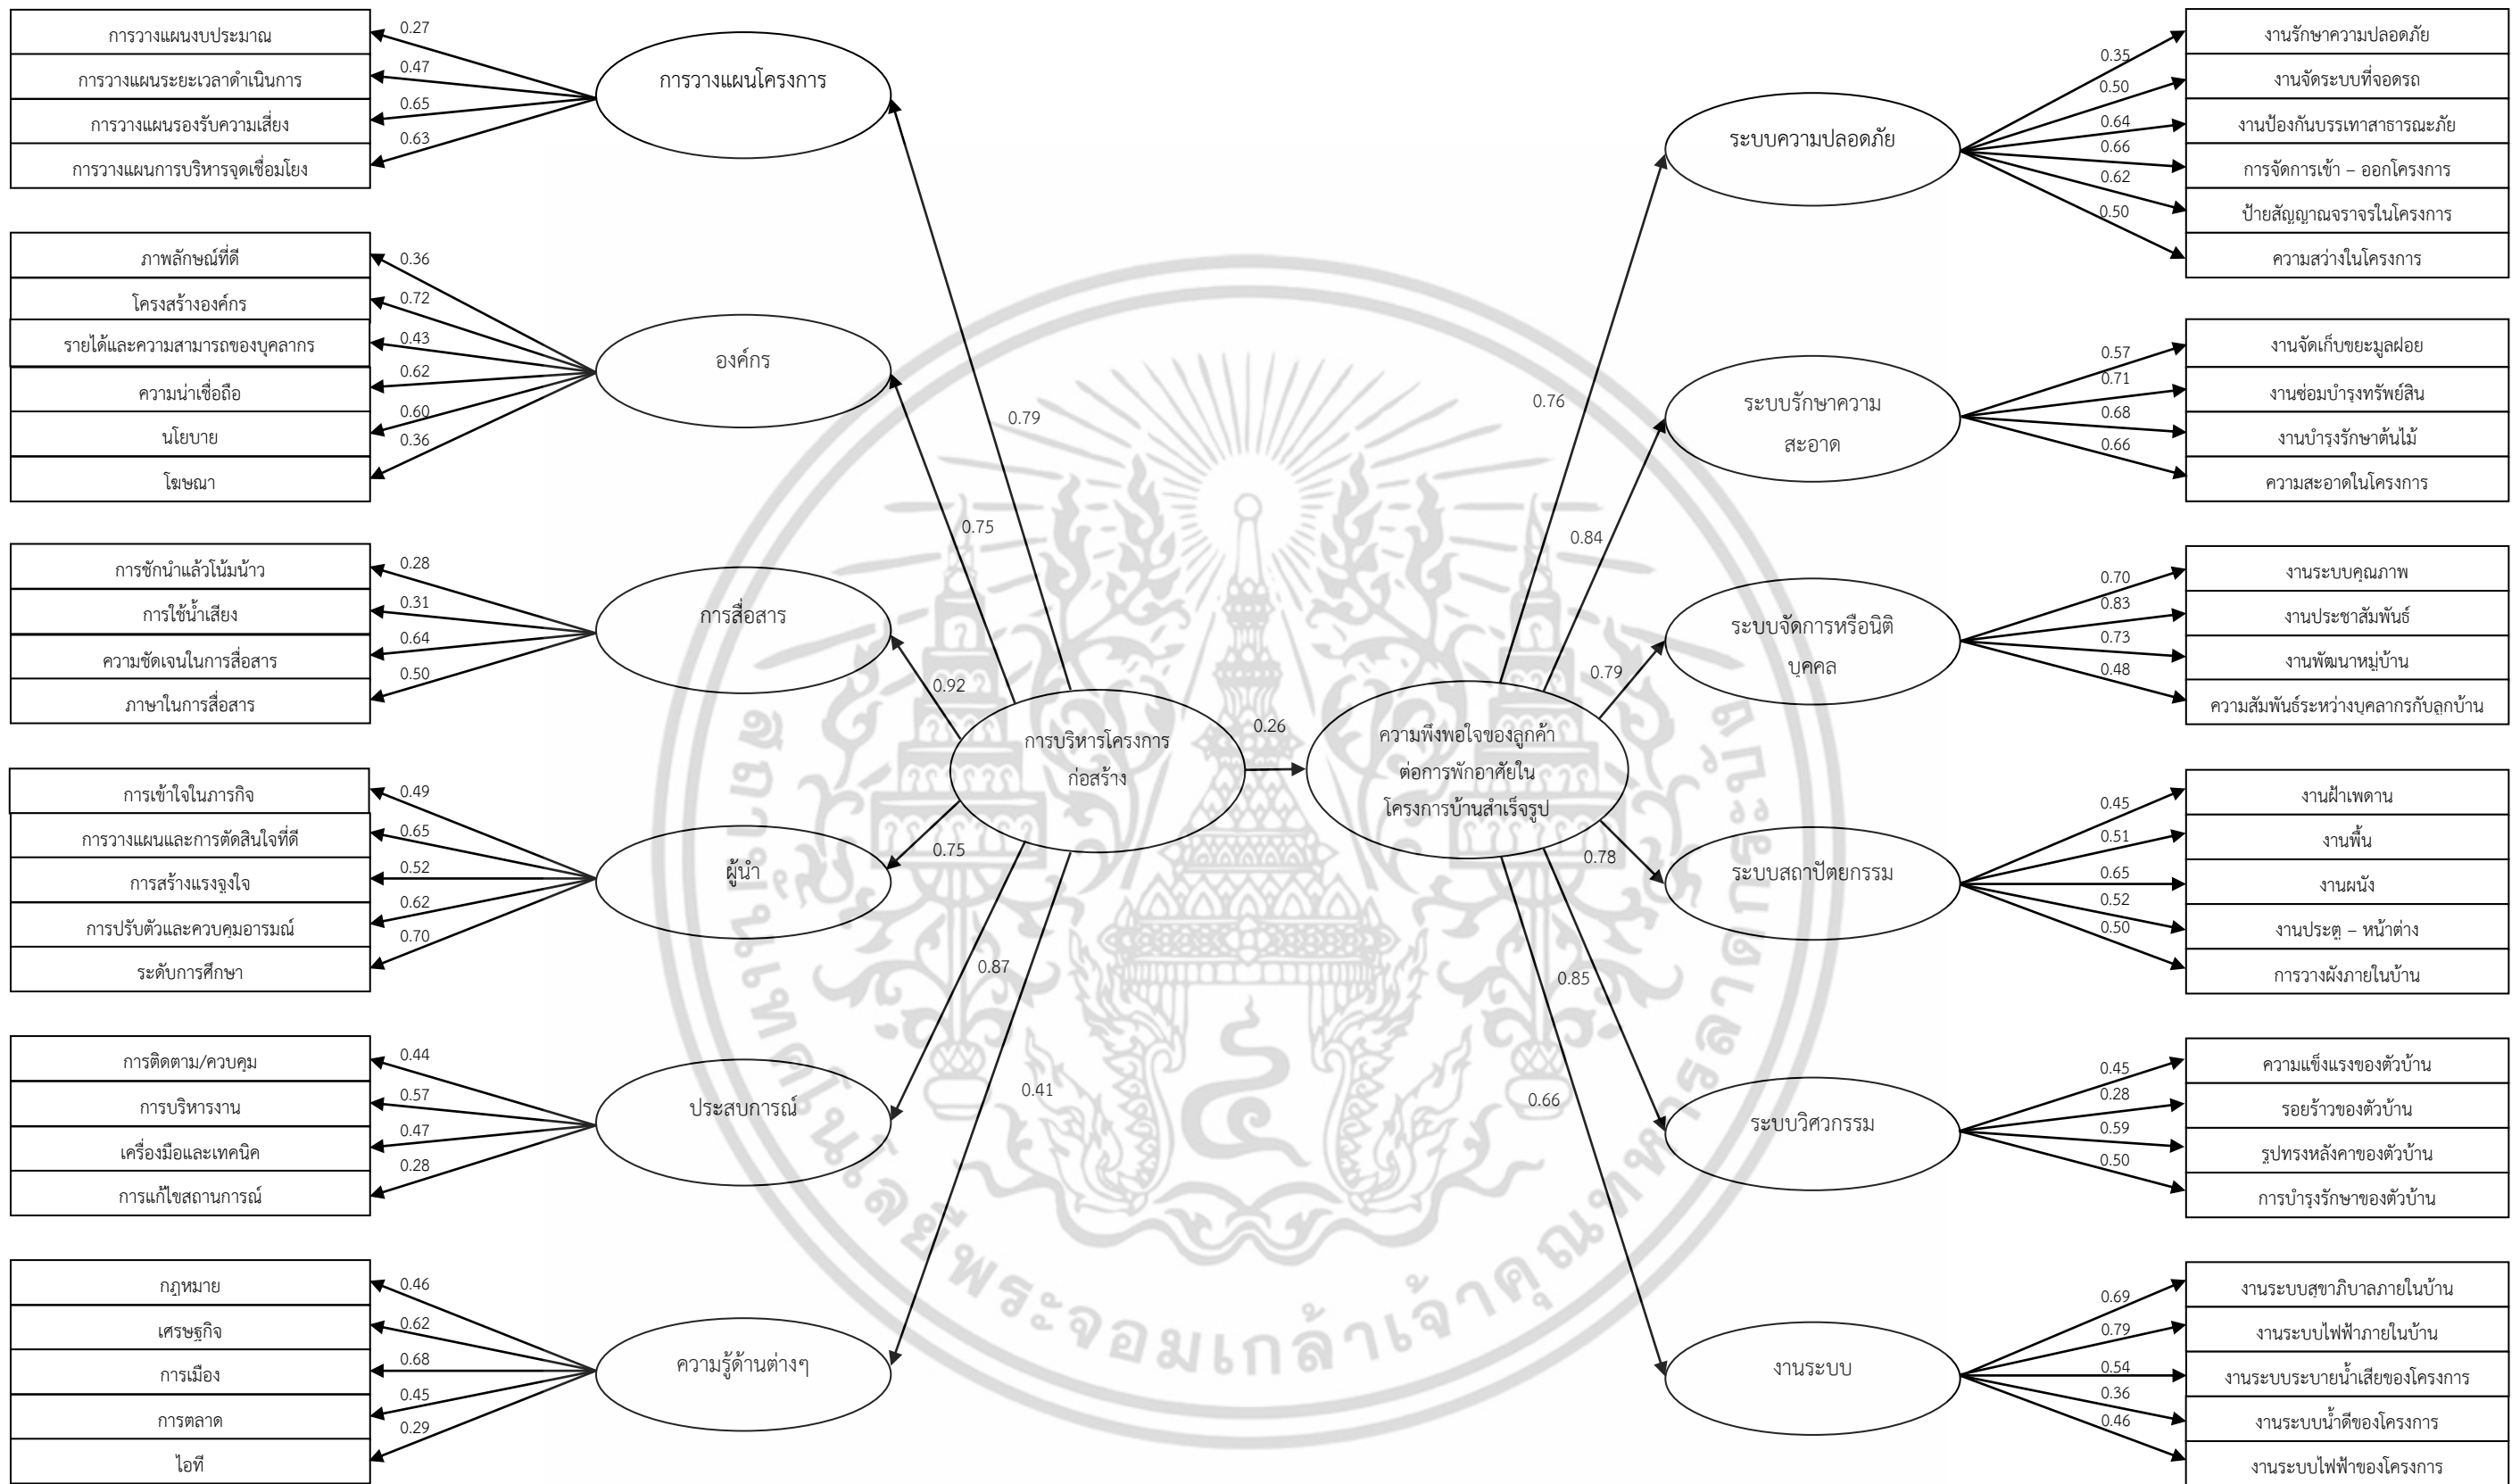 การวางแผนงบประมาณ
การวางแผนระยะเวลาดำเนินการ
การวางแผนรองรับความเสี่ยง
การวางแผนการบริหารจุดเชื่อมโยง
0.27
0.47
0.65
0.63
การวางแผนโครงการ
ภาพลักษณ์ที่ดี
โครงสร้างองค์กร
รายได้และความสามารถของบุคลากร
ความน่าเชื่อถือ
นโยบาย
โฆษณา
0.36
0.72
0.43
0.62
0.60
0.36
องค์กร
การชักนำแล้วโน้มน้าว
การใช้น้ำเสียง
ความชัดเจนในการสื่อสาร
ภาษาในการสื่อสาร
0.28
0.31
0.64
0.50
การสื่อสาร
การเข้าใจในภารกิจ
การวางแผนและการตัดสินใจที่ดี
การสร้างแรงจูงใจ
การปรับตัวและควบคุมอารมณ์
ระดับการศึกษา
0.49
0.65
0.52
0.62
0.70
ผู้นำ
การติดตาม/ควบคุม
การบริหารงาน
เครื่องมือและเทคนิค
การแก้ไขสถานการณ์
0.44
0.57
0.47
0.28
ประสบการณ์
กฎหมาย
เศรษฐกิจ
การเมือง
การตลาด
ไอที
0.46
0.62
0.68
0.45
0.29
ความรู้ด้านต่างๆ
0.79
0.75
0.92
0.75
0.87
0.41
การบริหารโครงการ
ก่อสร้าง
0.26
ความพึงพอใจของลูกค้า
ต่อการพักอาศัยใน
โครงการบ้านสำเร็จรูป
0.76
0.84
0.79
0.78
0.85
0.66
ระบบความปลอดภัย
0.35
0.50
0.64
0.66
0.62
0.50
งานรักษาความปลอดภัย
งานจัดระบบที่จอดรถ
งานป้องกันบรรเทาสาธารณะภัย
การจัดการเข้า – ออกโครงการ
ป้ายสัญญาณจราจรในโครงการ
ความสว่างในโครงการ
ระบบรักษาความ
สะอาด
0.57
0.71
0.68
0.66
งานจัดเก็บขยะมูลฝอย
งานซ่อมบำรุงทรัพย์สิน
งานบำรุงรักษาต้นไม้
ความสะอาดในโครงการ
ระบบจัดการหรือนิติ
บุคคล
0.70
0.83
0.73
0.48
งานระบบคุณภาพ
งานประชาสัมพันธ์
งานพัฒนาหมู่บ้าน
ความสัมพันธ์ระหว่างบุคลากรกับลูกบ้าน
ระบบสถาปัตยกรรม
0.45
0.51
0.65
0.52
0.50
งานฝ้าเพดาน
งานพื้น
งานผนัง
งานประตู – หน้าต่าง
การวางผังภายในบ้าน
ระบบวิศวกรรม
0.45
0.28
0.59
0.50
ความแข็งแรงของตัวบ้าน
รอยร้าวของตัวบ้าน
รูปทรงหลังคาของตัวบ้าน
การบำรุงรักษาของตัวบ้าน
งานระบบ
0.69
0.79
0.54
0.36
0.46
งานระบบสุขาภิบาลภายในบ้าน
งานระบบไฟฟ้าภายในบ้าน
งานระบบระบายน้ำเสียของโครงการ
งานระบบน้ำดีของโครงการ
งานระบบไฟฟ้าของโครงการ
สถาบันเทคโนโลยีพระจอมเกล้าเจ้าคุณทหารลาดกระบัง